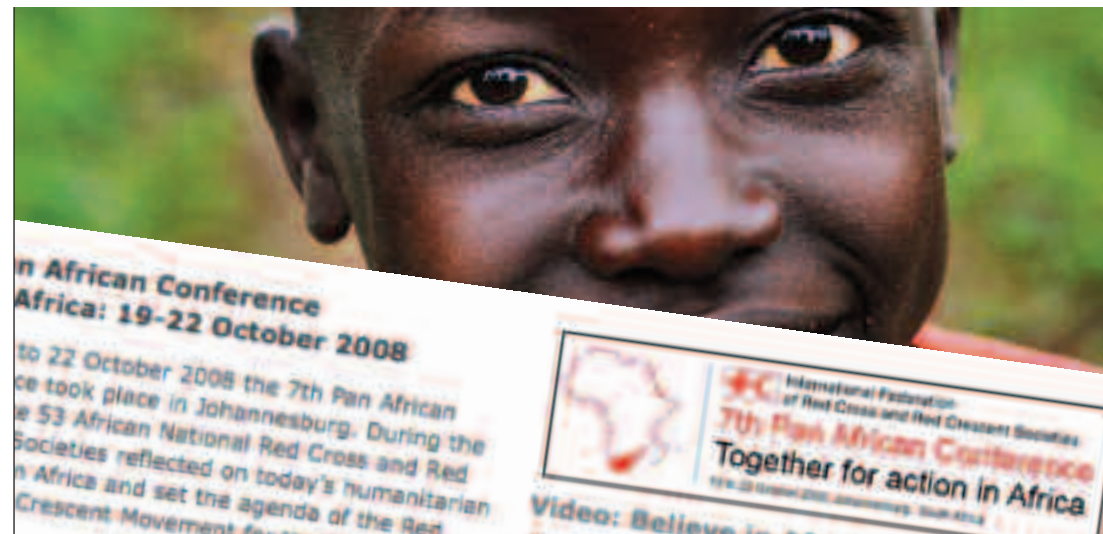 n African Conference
Africa: 19-22 October 2008
to 22 October 2008 the 7th Pan African
ce took place in Johannesburg. During the
e 53 African National Red Cross and Red
Societies reflected on today's humanitarian
n Africa and set the agenda of the Red
Crescent Movement
International Federation
of Red Cross and Red Crescent Societies
7th Pan African Conference
Together for action in Africa
Video: Believe in